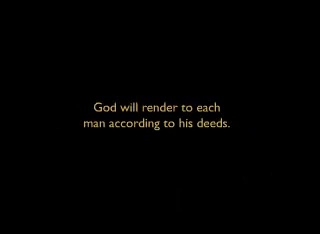 God will render to each
man according to his deeds.